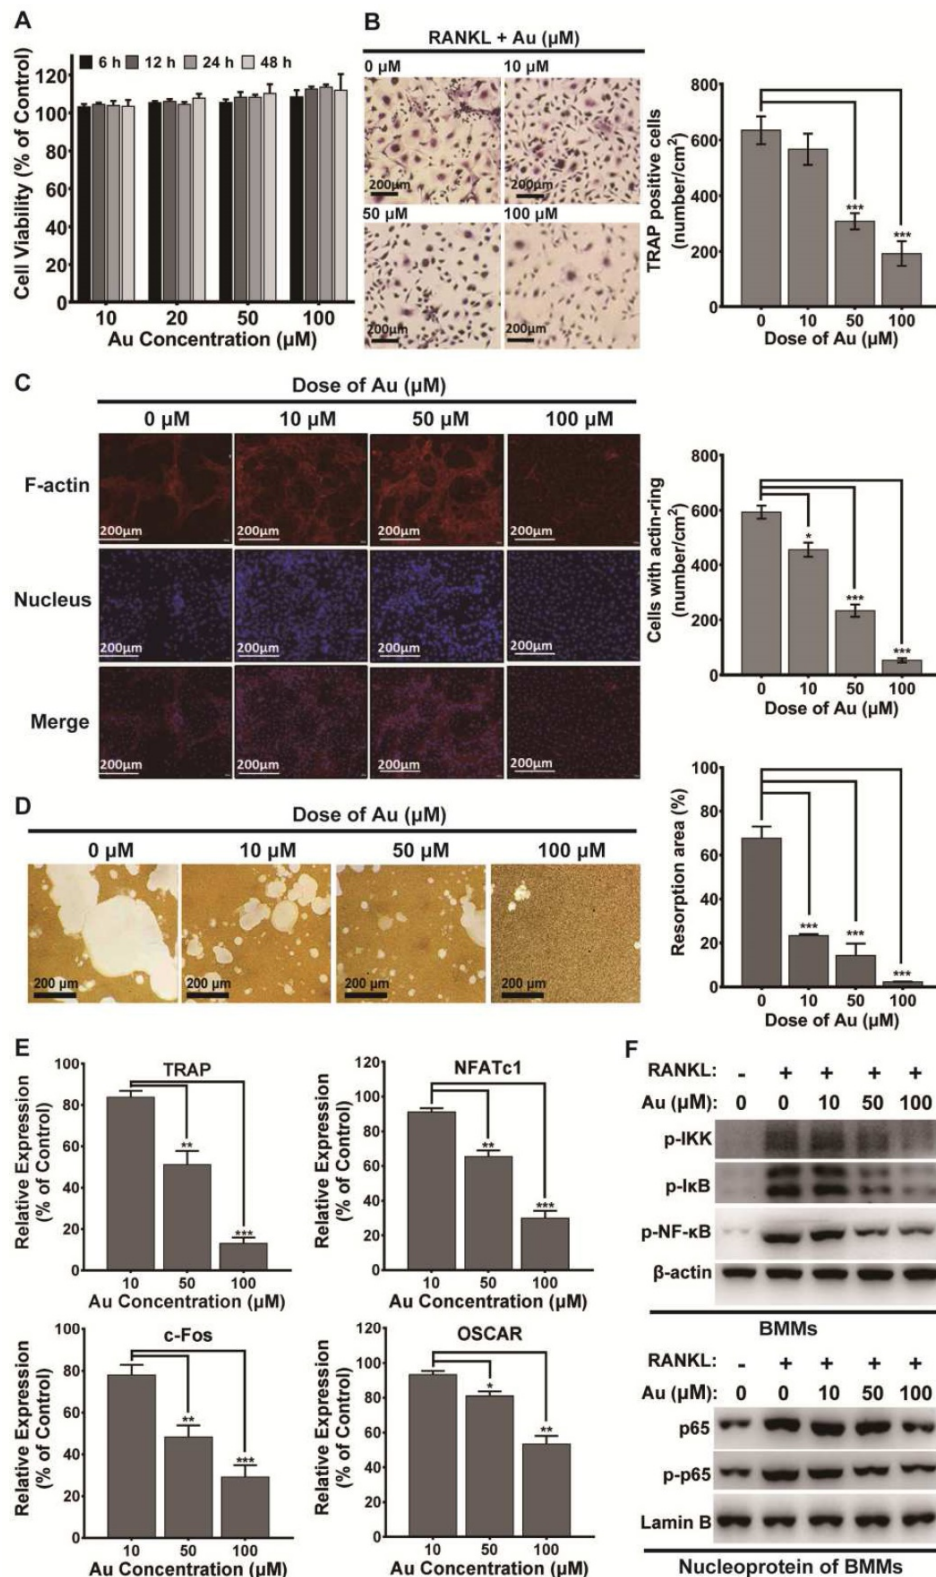 A
6 h 12 h 24 h 48 h
Cell Viability (% of Control)
120
100
80
60
40
20
0
10 20 50 100
Au Concentration (µM)
B
RANKL + Au (µM)
0 µM 10 µM
200µm 200µm
50 µM 100 µM
200µm 200µm
TRAP positive cells
(number/cm²)
800
600
400
200
0
***
***
0 10 50 100
Dose of Au (µM)
C
Dose of Au (µM)
0 µM 10 µM 50 µM 100 µM
F-actin
200µm 200µm 200µm 200µm
Nucleus
200µm 200µm 200µm 200µm
Merge
200µm 200µm 200µm 200µm
Cells with actin-ring
(number/cm²)
800
600
400
200
0
*
***
***
0 10 50 100
Dose of Au (µM)
D
Dose of Au (µM)
0 µM 10 µM 50 µM 100 µM
200 µm 200 µm 200 µm 200 µm
Resorption area (%)
100
80
60
40
20
0
***
***
***
0 10 50 100
Dose of Au (µM)
E
TRAP
Relative Expression
(% of Control)
100
80
60
40
20
0
**
***
10 50 100
Au Concentration (µM)
NFATc1
Relative Expression
(% of Control)
120
100
80
60
40
20
0
**
***
10 50 100
Au Concentration (µM)
c-Fos
Relative Expression
(% of Control)
100
80
60
40
20
0
**
***
10 50 100
Au Concentration (µM)
OSCAR
Relative Expression
(% of Control)
120
100
80
60
40
20
0
*
**
10 50 100
Au Concentration (µM)
F
RANKL: - + + + +
Au (µM): 0 0 10 50 100
p-IKK
p-IκB
p-NF-κB
β-actin
BMMs
RANKL: - + + + +
Au (µM): 0 0 10 50 100
p65
p-p65
Lamin B
Nucleoprotein of BMMs